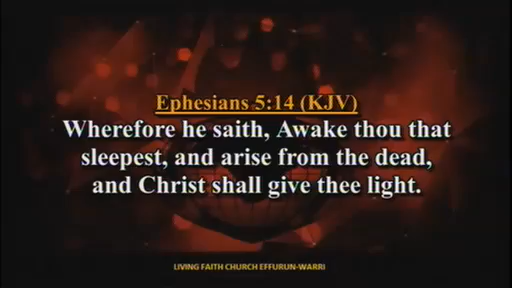 Ephesians 5:14 (KJV)
Wherefore he saith, Awake thou that
sleepest, and arise from the dead,
and Christ shall give thee light.
LIVING FAITH CHURCH EFFURUN-WARRI